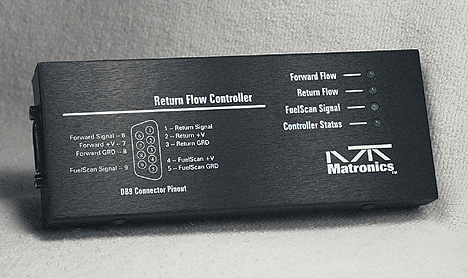 Return Flow Controller
Forward Signal – 6
Forward +V – 7
Forward GRD – 8
FuelScan Signal – 9
1 – Return Signal
2 – Return +V
3 – Return GRD
4 – FuelScan +V
5 – FuelScan GRD
DB9 Connector Pinout
Forward Flow
Return Flow
FuelScan Signal
Controller Status
Matronics™